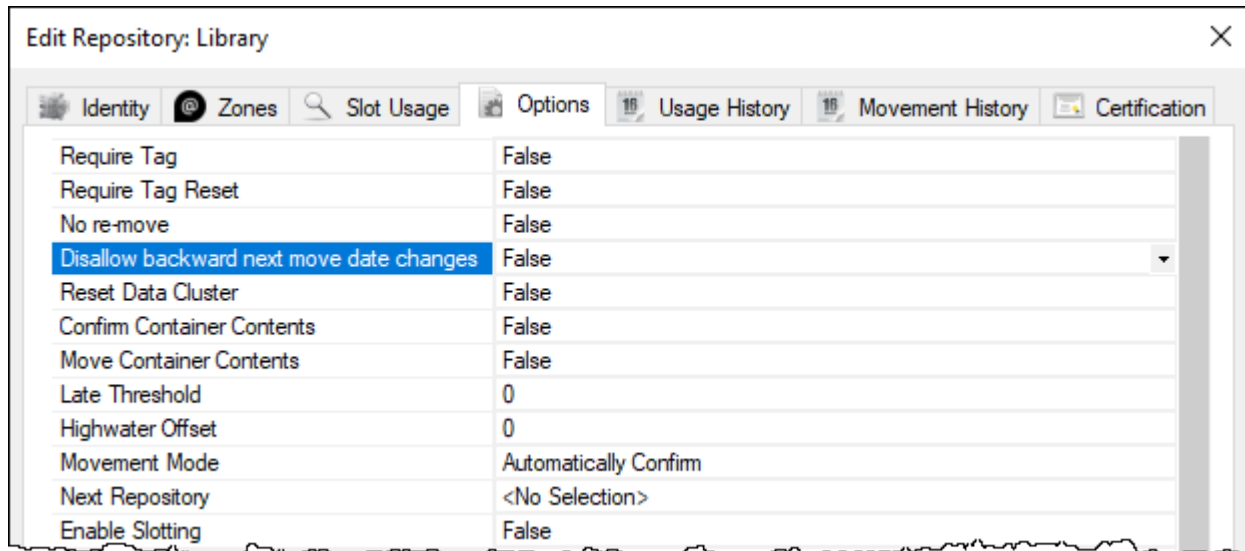 Edit Repository: Library
Identity Zones Slot Usage Options Usage History Movement History Certification
Require Tag False
Require Tag Reset False
No re-move False
Disallow backward next move date changes False
Reset Data Cluster False
Confirm Container Contents False
Move Container Contents False
Late Threshold 0
Highwater Offset 0
Movement Mode Automatically Confirm
Next Repository <No Selection>
Enable Slotting False